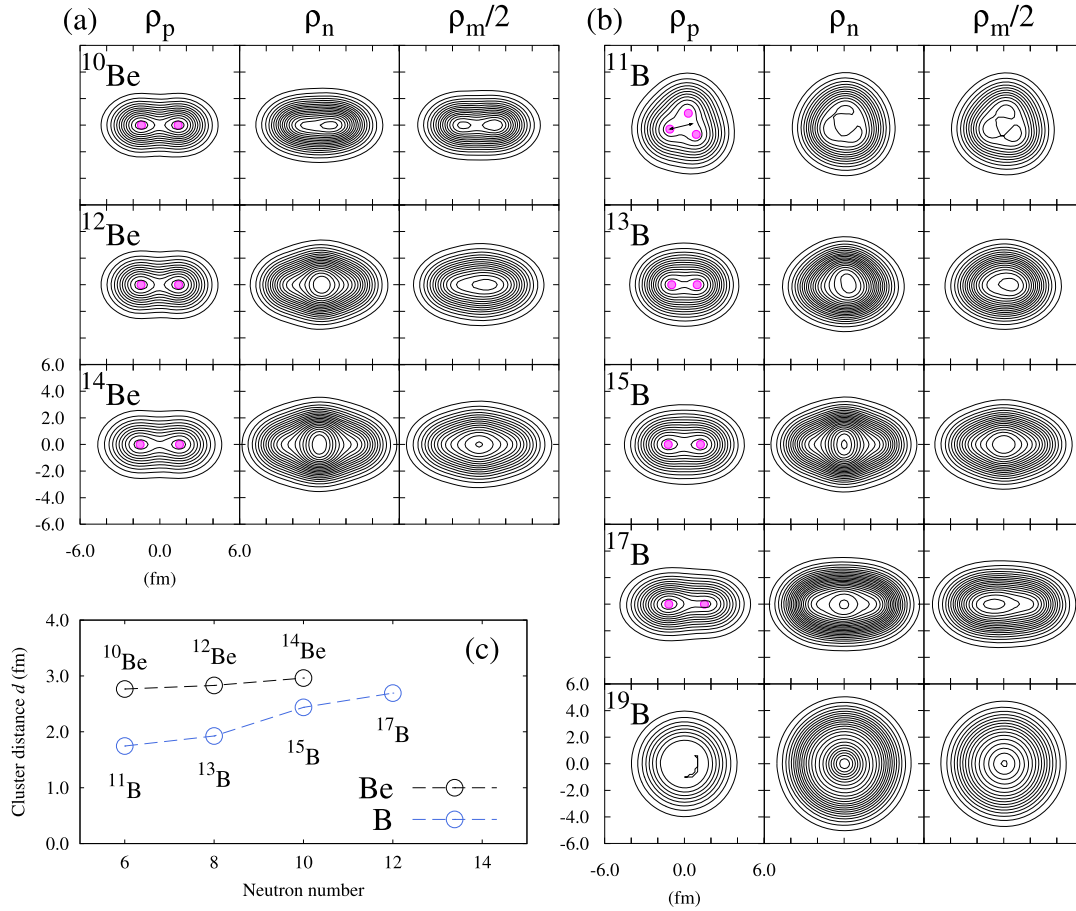 (a) ρp ρn ρm/2
10Be
12Be
14Be
6.0
4.0
2.0
0.0
-2.0
-4.0
-6.0
-6.0 0.0 6.0
(fm)
(b) ρp ρn ρm/2
11B
13B
15B
17B
19B
6.0
4.0
2.0
0.0
-2.0
-4.0
-6.0
-6.0 0.0 6.0
(fm)
(c)
Cluster distance d (fm)
4.0
3.0
2.0
1.0
0.0
10Be 12Be 14Be
11B 13B 15B 17B
Be
B
6 8 10 12 14
Neutron number